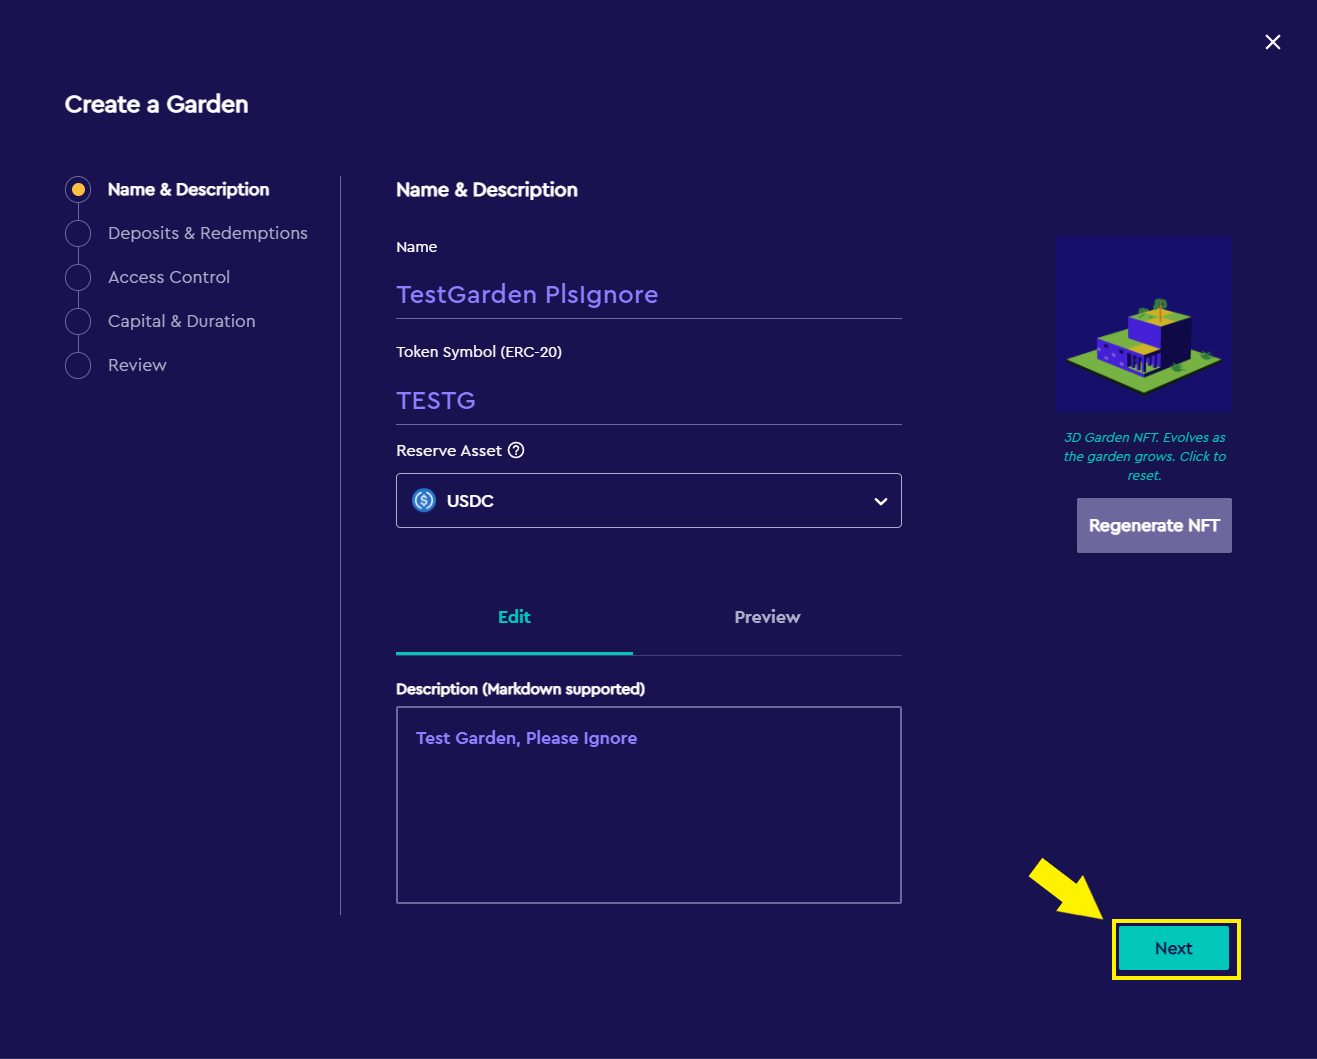 Create a Garden
Name & Description
Deposits & Redemptions
Access Control
Capital & Duration
Review
Name & Description
Name
TestGarden PlsIgnore
Token Symbol (ERC-20)
TESTG
Reserve Asset
USDC
3D Garden NFT. Evolves as
the garden grows. Click to
reset.
Regenerate NFT
Edit
Preview
Description (Markdown supported)
Test Garden, Please Ignore
Next